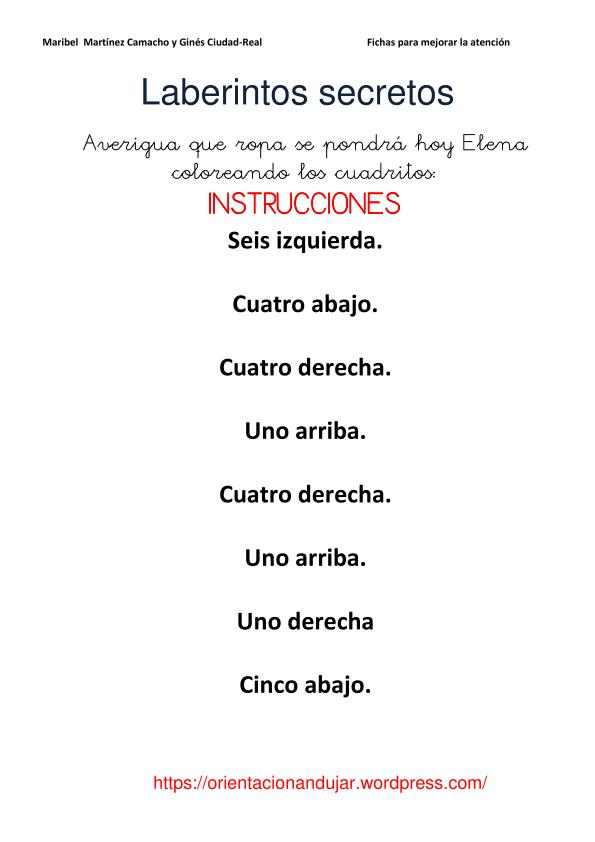 Maribel  Martínez Camacho y Ginés Ciudad-Real Fichas para mejorar la atención
Laberintos secretos
Averigua que ropa se pondrá hoy Elena
coloreando los cuadritos:
INSTRUCCIONES
Seis izquierda.
Cuatro abajo.
Cuatro derecha.
Uno arriba.
Cuatro derecha.
Uno arriba.
Uno derecha
Cinco abajo.
https://orientacionandujar.wordpress.com/